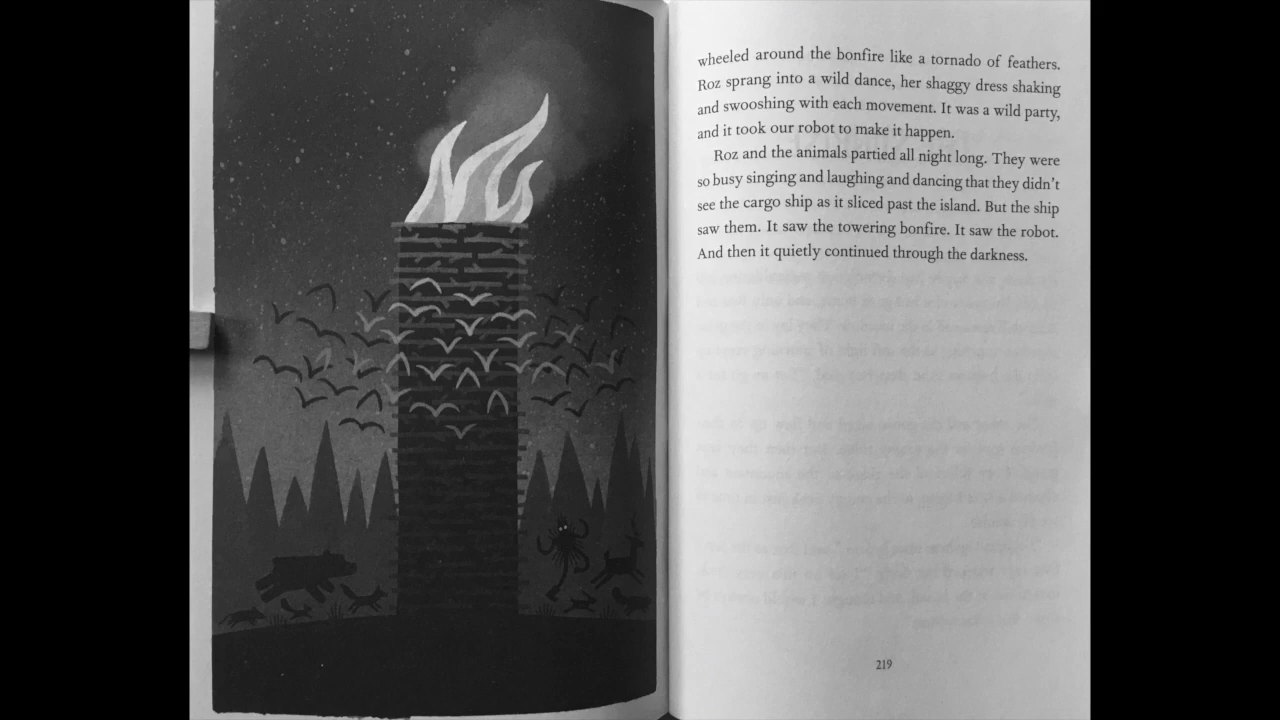 wheeled around the bonfire like a tornado of feathers.
Roz sprang into a wild dance, her shaggy dress shaking
and swooshing with each movement. It was a wild party,
and it took our robot to make it happen.
Roz and the animals partied all night long. They were
so busy singing and laughing and dancing that they didn't
see the cargo ship as it sliced past the island. But the ship
saw them. It saw the towering bonfire. It saw the robot.
And then it quietly continued through the darkness.
219